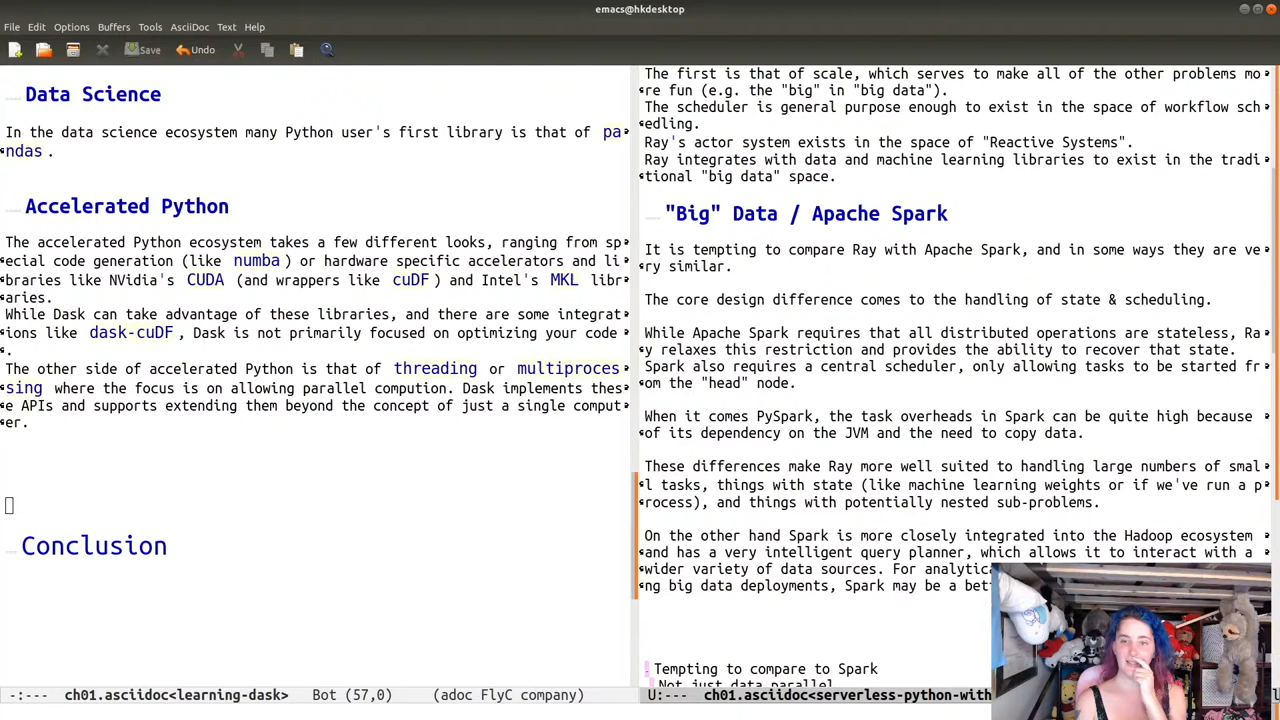 emacs@hkdesktop
File Edit Options Buffers Tools AsciiDoc Text Help
Save Undo
Data Science
In the data science ecosystem many Python user's first library is that of pa
ndas.
Accelerated Python
The accelerated Python ecosystem takes a few different looks, ranging from sp
ecial code generation (like numba) or hardware specific accelerators and li
braries like NVidia's CUDA (and wrappers like cuDF) and Intel's MKL libr
aries.
While Dask can take advantage of these libraries, and there are some integrat
ions like dask-cuDF, Dask is not primarily focused on optimizing your code
.
The other side of accelerated Python is that of threading or multiproces
sing where the focus is on allowing parallel compution. Dask implements thes
e APIs and supports extending them beyond the concept of just a single comput
er.
Conclusion
-:--- ch01.asciidoc<learning-dask> Bot (57,0) (adoc FlyC company)
The first is that of scale, which serves to make all of the other problems mo
re fun (e.g. the "big" in "big data").
The scheduler is general purpose enough to exist in the space of workflow sch
edling.
Ray's actor system exists in the space of "Reactive Systems".
Ray integrates with data and machine learning libraries to exist in the tradi
tional "big data" space.
"Big" Data / Apache Spark
It is tempting to compare Ray with Apache Spark, and in some ways they are ve
ry similar.
The core design difference comes to the handling of state & scheduling.
While Apache Spark requires that all distributed operations are stateless, Ra
y relaxes this restriction and provides the ability to recover that state.
Spark also requires a central scheduler, only allowing tasks to be started fr
om the "head" node.
When it comes PySpark, the task overheads in Spark can be quite high because
of its dependency on the JVM and the need to copy data.
These differences make Ray more well suited to handling large numbers of smal
l tasks, things with state (like machine learning weights or if we've run a p
rocess), and things with potentially nested sub-problems.
On the other hand Spark is more closely integrated into the Hadoop ecosystem
and has a very intelligent query planner, which allows it to interact with a
wider variety of data sources. For analytica
ng big data deployments, Spark may be a bet
Tempting to compare to Spark
Not just data parallel
U:--- ch01.asciidoc<serverless-python-with